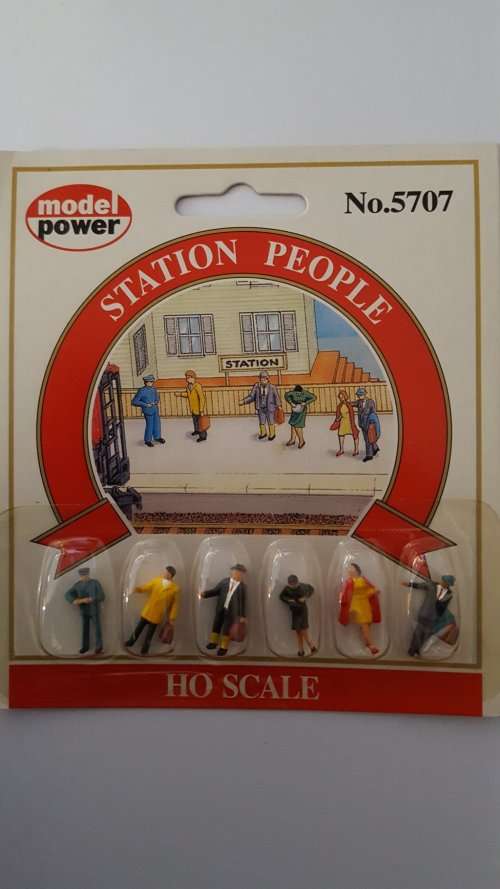 model
power
No.5707
STATION PEOPLE
STATION
HO SCALE